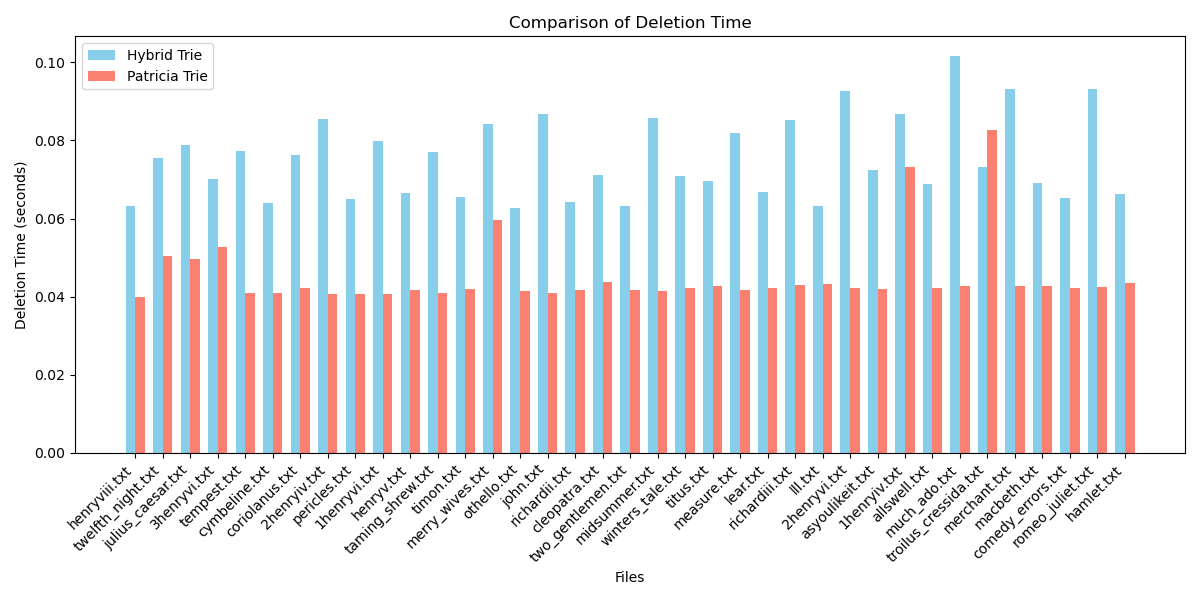 Comparison of Deletion Time
Hybrid Trie
Patricia Trie
Deletion Time (seconds)
0.10
0.08
0.06
0.04
0.02
0.00
henryviii.txt
twelfth_night.txt
julius_caesar.txt
3henryvi.txt
tempest.txt
cymbeline.txt
coriolanus.txt
2henryiv.txt
pericles.txt
1henryvi.txt
henryv.txt
taming_shrew.txt
timon.txt
merry_wives.txt
othello.txt
john.txt
richardii.txt
cleopatra.txt
two_gentlemen.txt
midsummer.txt
winters_tale.txt
titus.txt
measure.txt
lear.txt
richardiii.txt
lll.txt
2henryvi.txt
asyoulikeit.txt
1henryiv.txt
allswell.txt
much_ado.txt
troilus_cressida.txt
merchant.txt
macbeth.txt
comedy_errors.txt
romeo_juliet.txt
hamlet.txt
Files